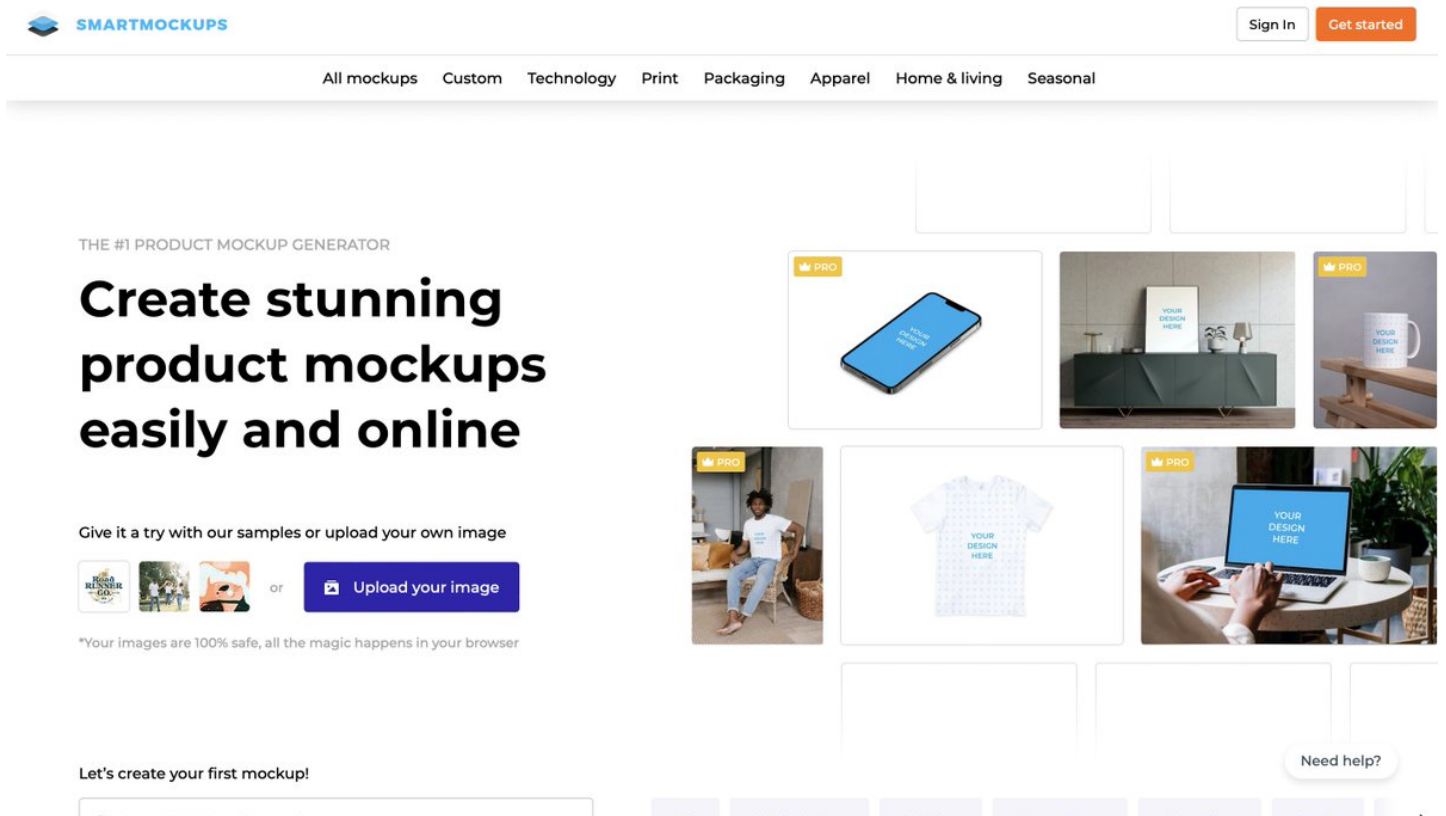 SMARTMOCKUPS
Sign In
Get started
All mockups
Custom
Technology
Print
Packaging
Apparel
Home & living
Seasonal
THE #1 PRODUCT MOCKUP GENERATOR
Create stunning
product mockups
easily and online
Give it a try with our samples or upload your own image
Road
RUNNER
CO.
or
Upload your image
*Your images are 100% safe, all the magic happens in your browser
PRO
YOUR
DESIGN
HERE
YOUR
DESIGN
HERE
PRO
YOUR
DESIGN
HERE
PRO
YOUR
DESIGN
HERE
PRO
YOUR
DESIGN
HERE
Let's create your first mockup!
Need help?